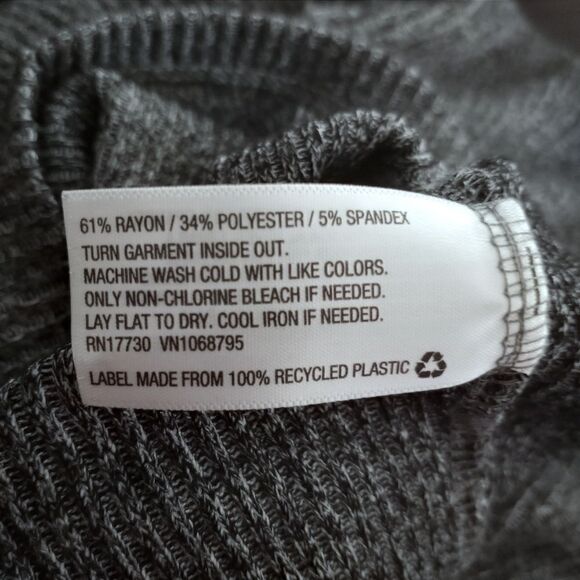 61% RAYON / 34% POLYESTER / 5% SPANDEX
TURN GARMENT INSIDE OUT.
MACHINE WASH COLD WITH LIKE COLORS.
ONLY NON-CHLORINE BLEACH IF NEEDED.
LAY FLAT TO DRY. COOL IRON IF NEEDED.
RN17730 VN1068795
LABEL MADE FROM 100% RECYCLED PLASTIC